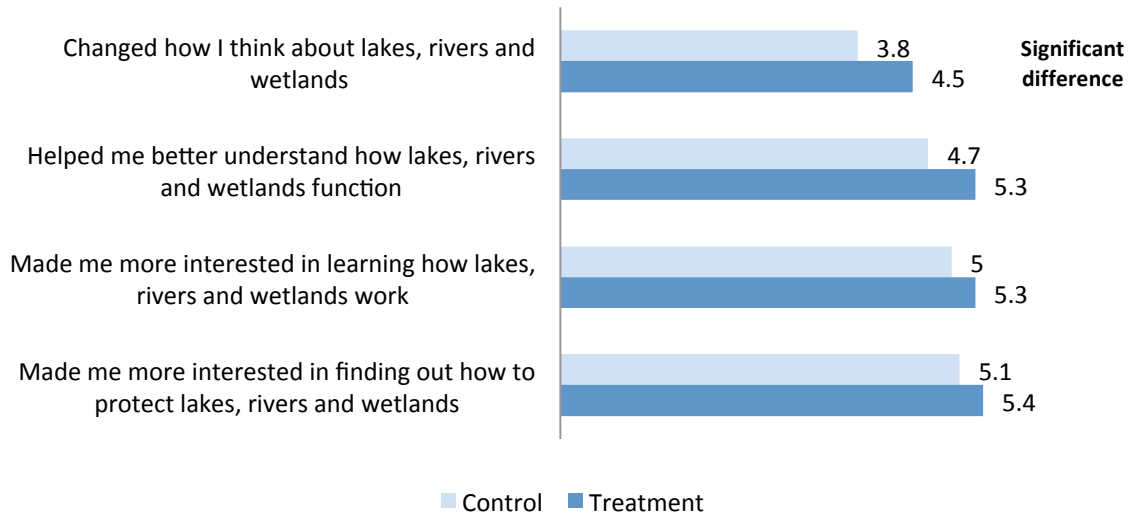 Changed how I think about lakes, rivers and
wetlands
3.8
4.5
Significant
difference
Helped me better understand how lakes, rivers
and wetlands function
4.7
5.3
Made me more interested in learning how lakes,
rivers and wetlands work
5
5.3
Made me more interested in finding out how to
protect lakes, rivers and wetlands
5.1
5.4
Control Treatment